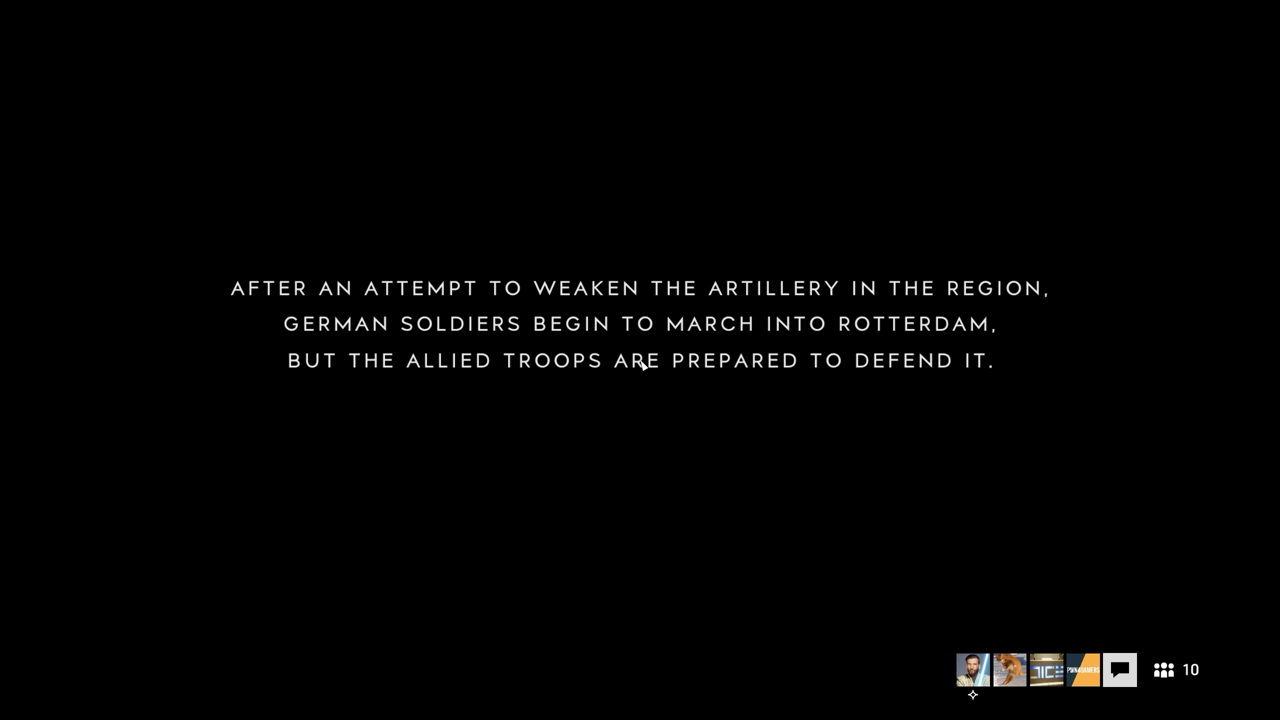 AFTER AN ATTEMPT TO WEAKEN THE ARTILLERY IN THE REGION,
GERMAN SOLDIERS BEGIN TO MARCH INTO ROTTERDAM,
BUT THE ALLIED TROOPS ARE PREPARED TO DEFEND IT.
10